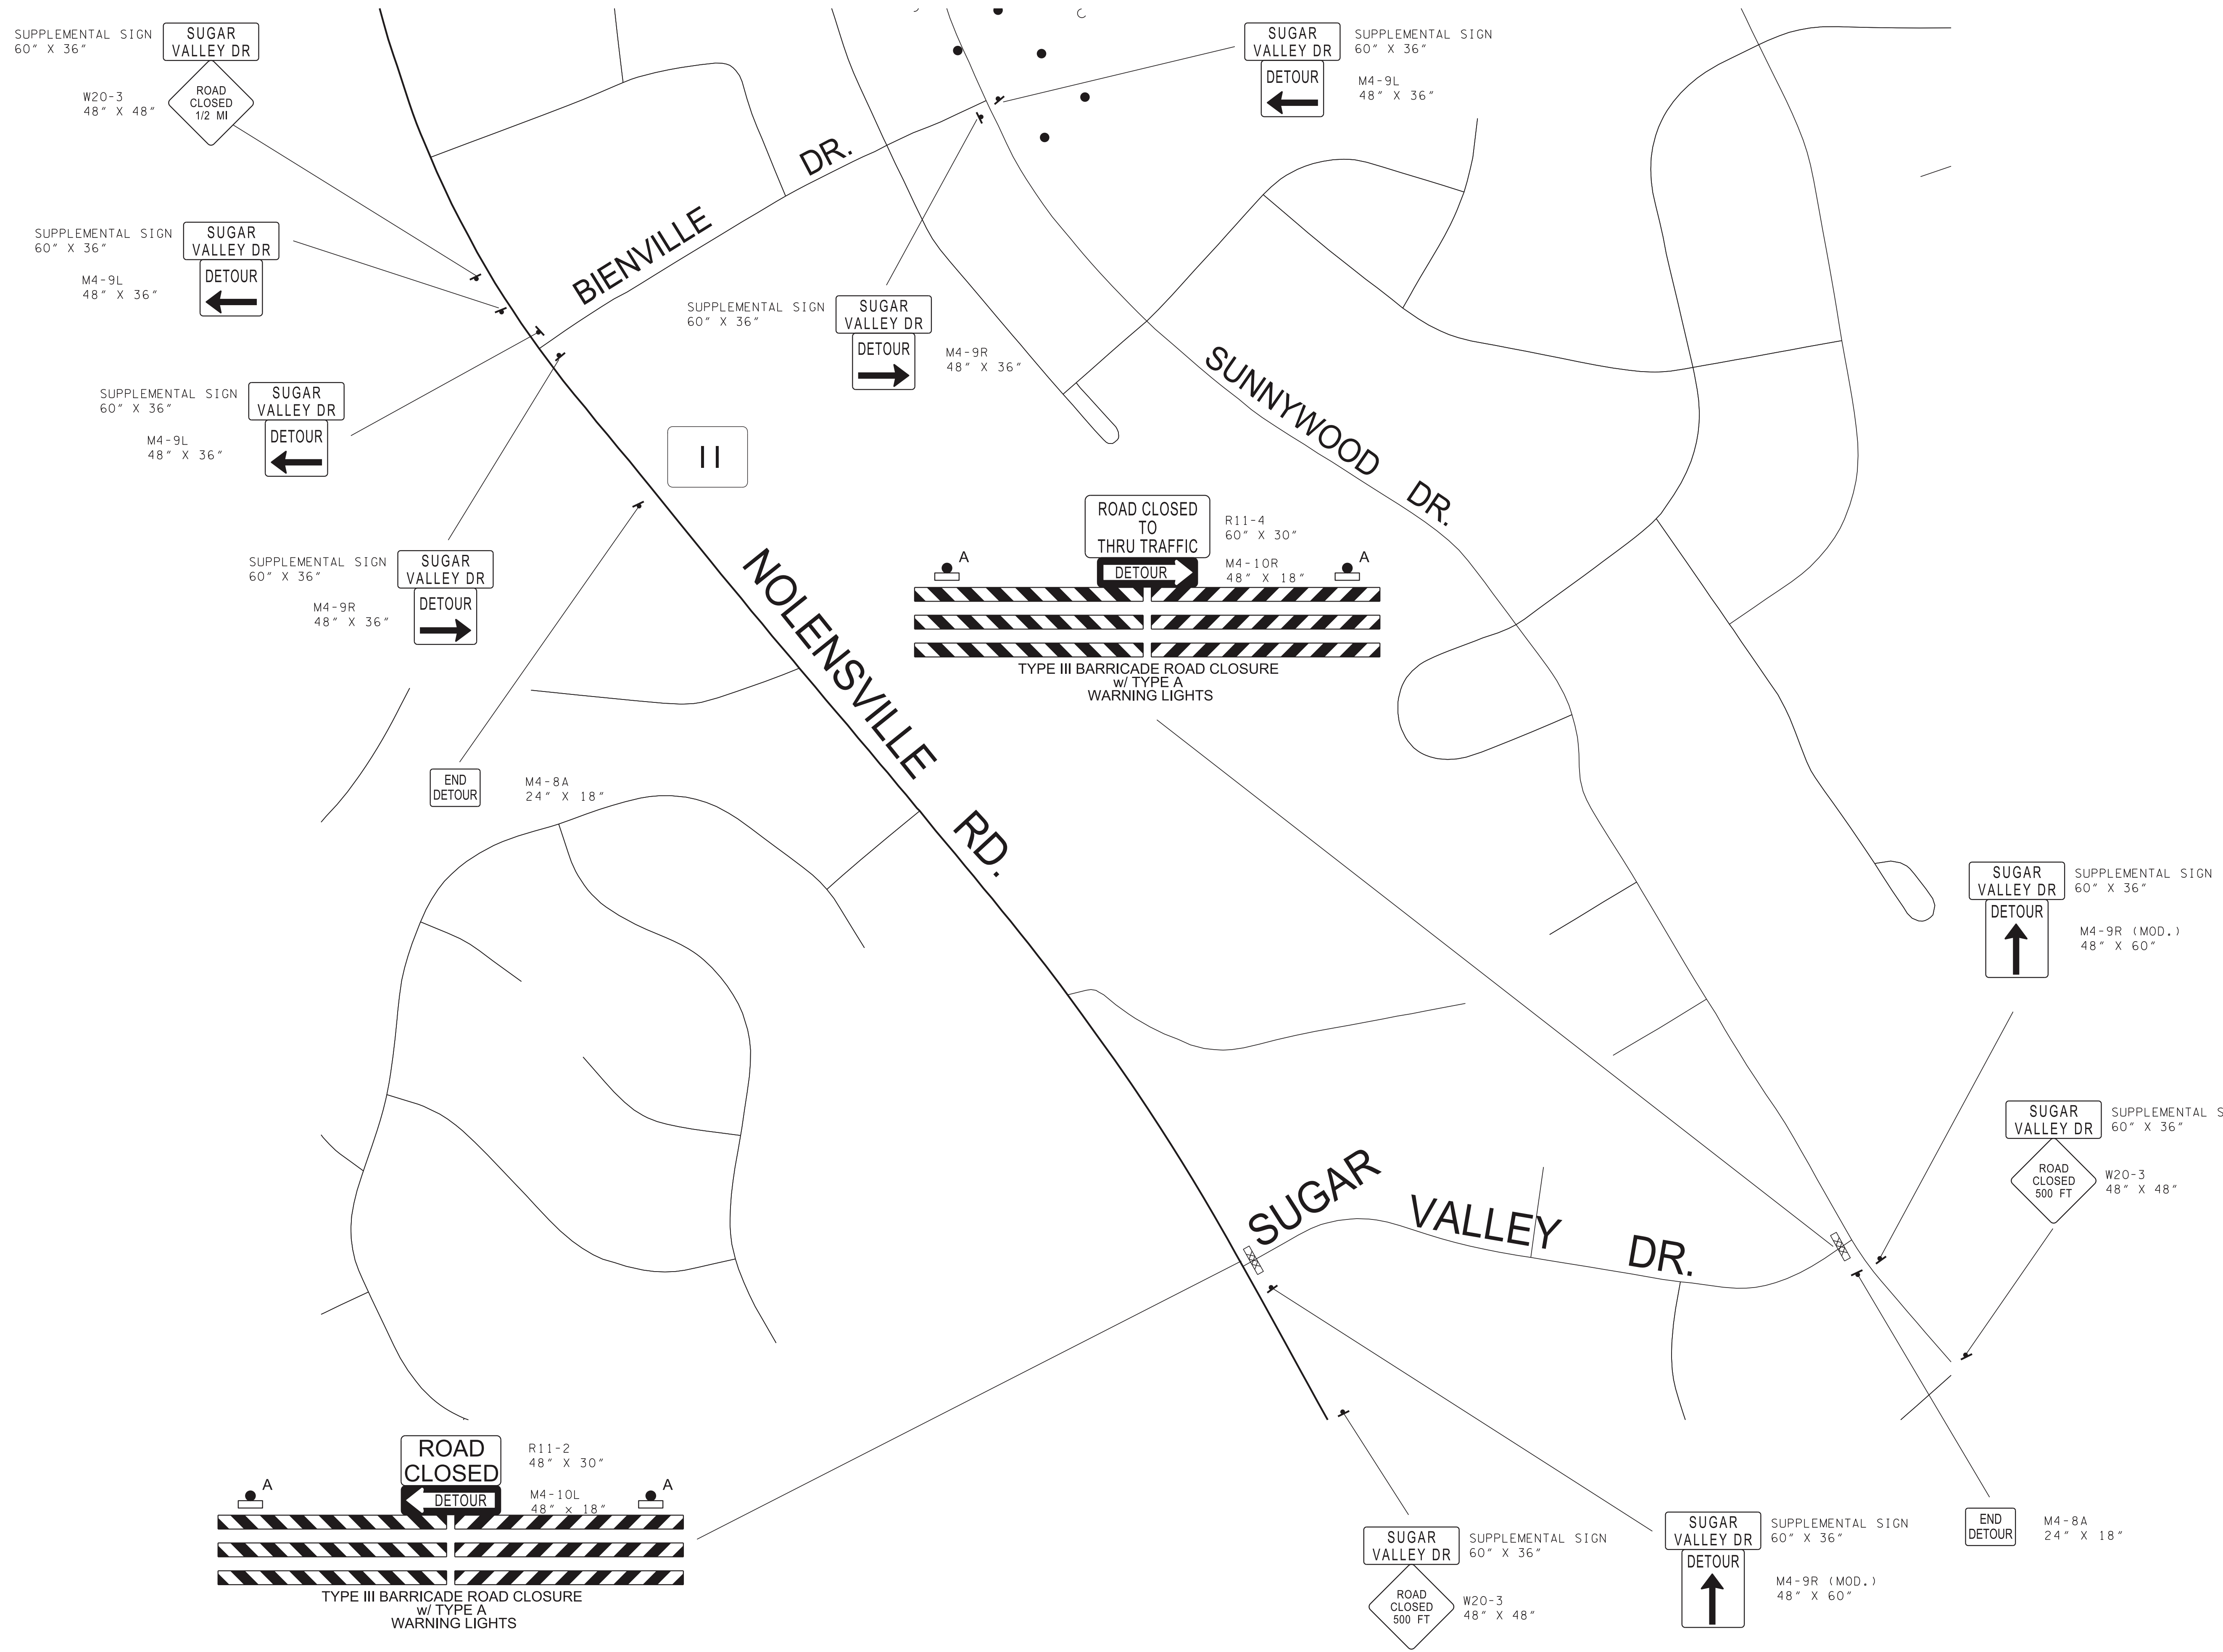 SUPPLEMENTAL SIGN
60" X 36"
SUGAR
VALLEY DR
W20-3
48" X 48"
ROAD
CLOSED
1/2 MI
SUGAR
VALLEY DR
SUPPLEMENTAL SIGN
60" X 36"
DETOUR
M4-9L
48" X 36"
SUPPLEMENTAL SIGN
60" X 36"
SUGAR
VALLEY DR
M4-9L
48" X 36"
DETOUR
BIENVILLE DR.
SUPPLEMENTAL SIGN
60" X 36"
SUGAR
VALLEY DR
DETOUR
M4-9R
48" X 36"
SUPPLEMENTAL SIGN
60" X 36"
SUGAR
VALLEY DR
M4-9L
48" X 36"
DETOUR
SUNNYWOOD DR.
11
SUPPLEMENTAL SIGN
60" X 36"
SUGAR
VALLEY DR
M4-9R
48" X 36"
DETOUR
NOLENSVILLE RD.
ROAD CLOSED
TO
THRU TRAFFIC
R11-4
60" X 30"
DETOUR
M4-10R
48" X 18"
A
A
TYPE III BARRICADE ROAD CLOSURE
w/ TYPE A
WARNING LIGHTS
END
DETOUR
M4-8A
24" X 18"
SUGAR
VALLEY DR
SUPPLEMENTAL SIGN
60" X 36"
DETOUR
M4-9R (MOD.)
48" X 60"
SUGAR
VALLEY DR
SUPPLEMENTAL S
60" X 36"
ROAD
CLOSED
500 FT
W20-3
48" X 48"
SUGAR VALLEY DR.
ROAD
CLOSED
R11-2
48" X 30"
DETOUR
M4-10L
48" x 18"
A
A
TYPE III BARRICADE ROAD CLOSURE
w/ TYPE A
WARNING LIGHTS
SUGAR
VALLEY DR
SUPPLEMENTAL SIGN
60" X 36"
ROAD
CLOSED
500 FT
W20-3
48" X 48"
SUGAR
VALLEY DR
SUPPLEMENTAL SIGN
60" X 36"
DETOUR
M4-9R (MOD.)
48" X 60"
END
DETOUR
M4-8A
24" X 18"